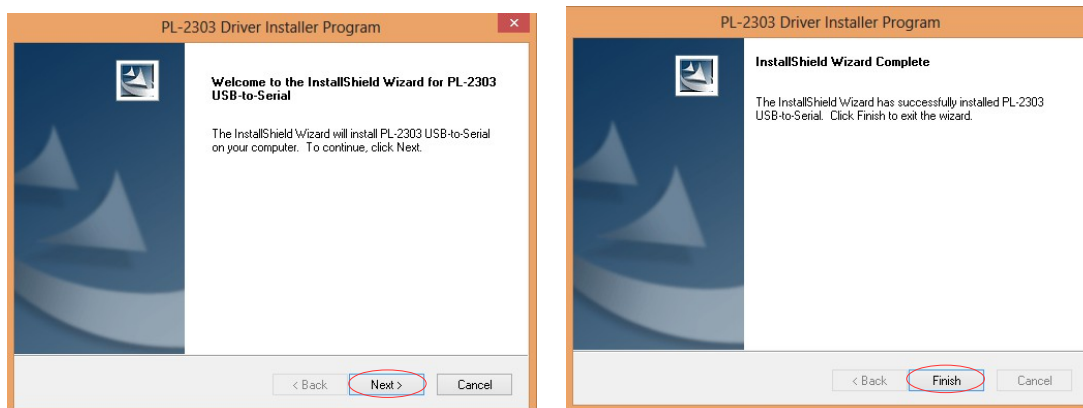 PL-2303 Driver Installer Program
Welcome to the InstallShield Wizard for PL-2303
USB-to-Serial
The InstallShield Wizard will install PL-2303 USB-to-Serial
on your computer. To continue, click Next.
< Back Next > Cancel
PL-2303 Driver Installer Program
InstallShield Wizard Complete
The InstallShield Wizard has successfully installed PL-2303
USB-to-Serial. Click Finish to exit the wizard.
< Back Finish Cancel